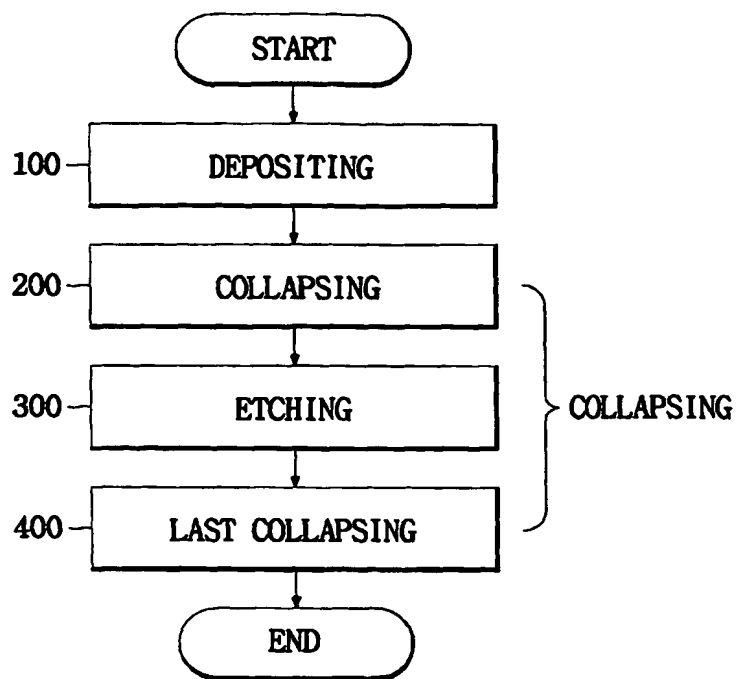 START
100
DEPOSITING
200
COLLAPSING
300
ETCHING
COLLAPSING
400
LAST COLLAPSING
END